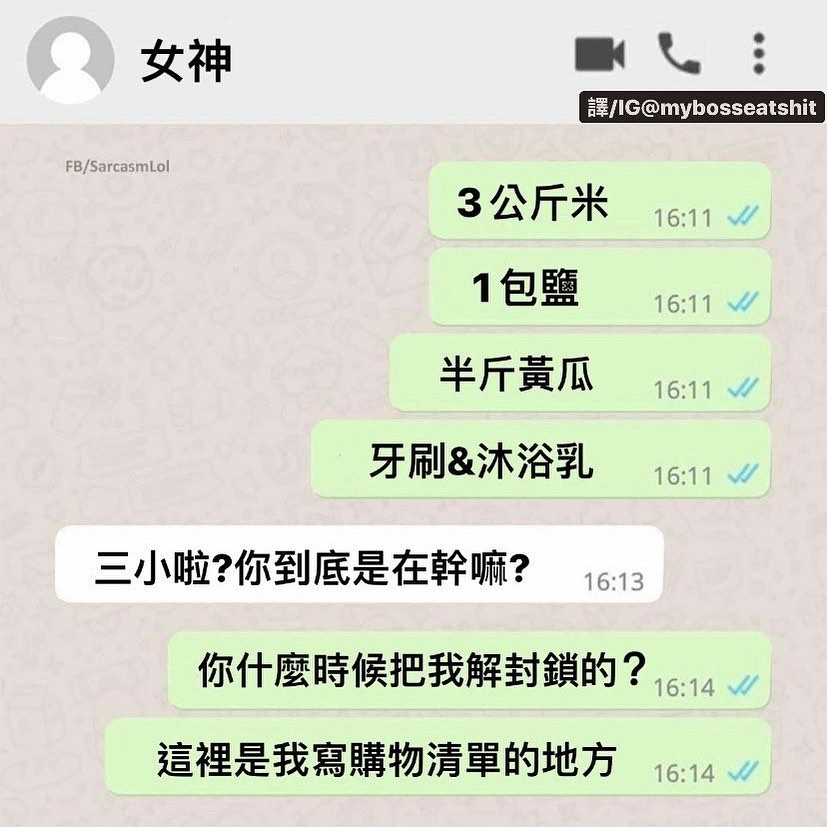 女神
譯/IG@mybosseatshit
FB/SarcasmLol
3公斤米 16:11
1包鹽 16:11
半斤黃瓜 16:11
牙刷&沐浴乳 16:11
三小啦?你到底是在幹嘛? 16:13
你什麼時候把我解封鎖的? 16:14
這裡是我寫購物清單的地方 16:14